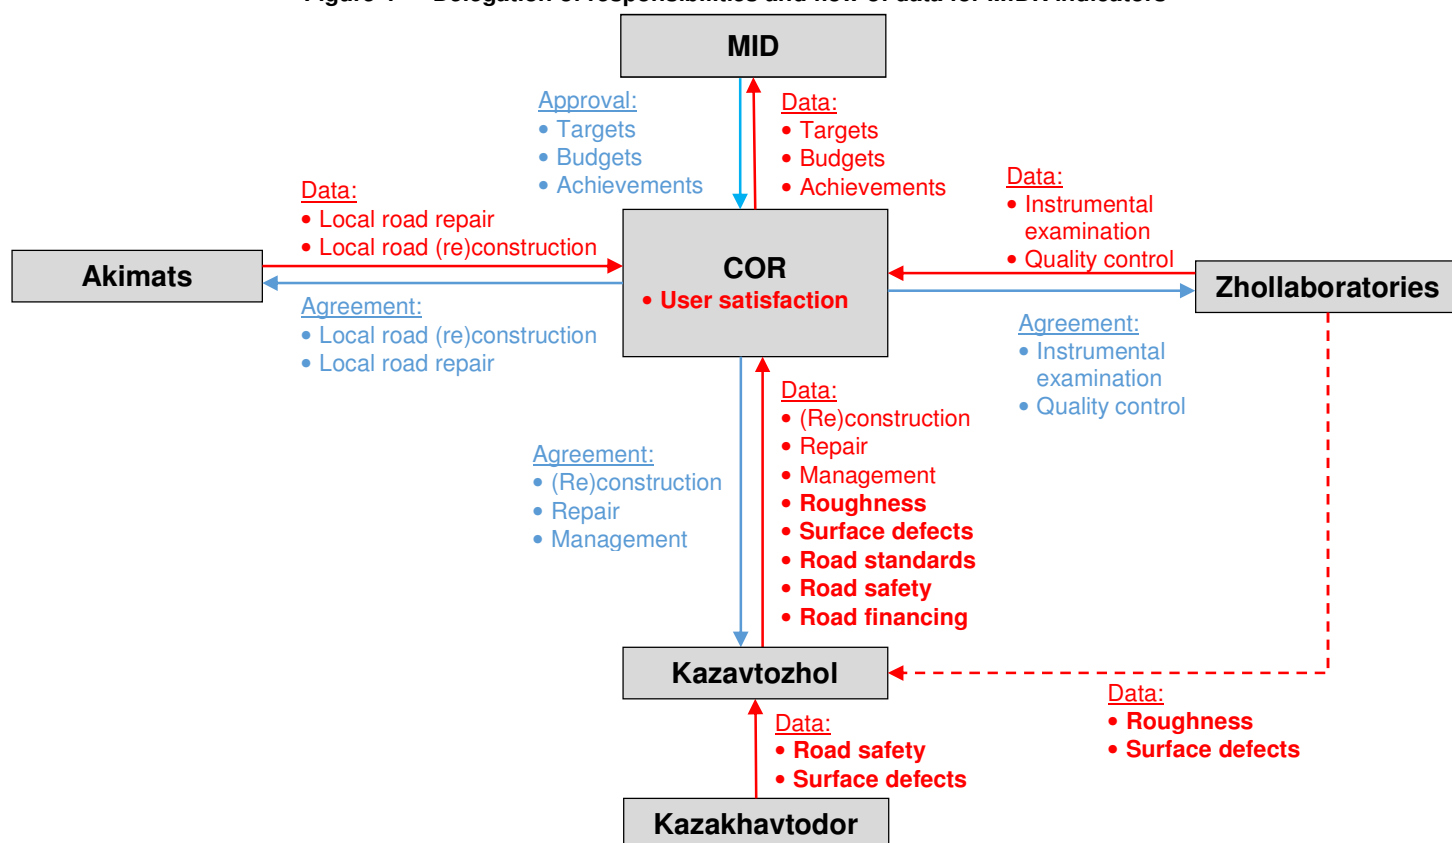 MID
Approval:
• Targets
• Budgets
• Achievements
Data:
• Targets
• Budgets
• Achievements
Data:
• Local road repair
• Local road (re)construction
Data:
• Instrumental
examination
• Quality control
Akimats
COR
• User satisfaction
Zhollaboratories
Agreement:
• Local road (re)construction
• Local road repair
Agreement:
• Instrumental
examination
• Quality control
Agreement:
• (Re)construction
• Repair
• Management
Data:
• (Re)construction
• Repair
• Management
• Roughness
• Surface defects
• Road standards
• Road safety
• Road financing
Kazavtozhol
Data:
• Road safety
• Surface defects
Data:
• Roughness
• Surface defects
Kazakhavtodor